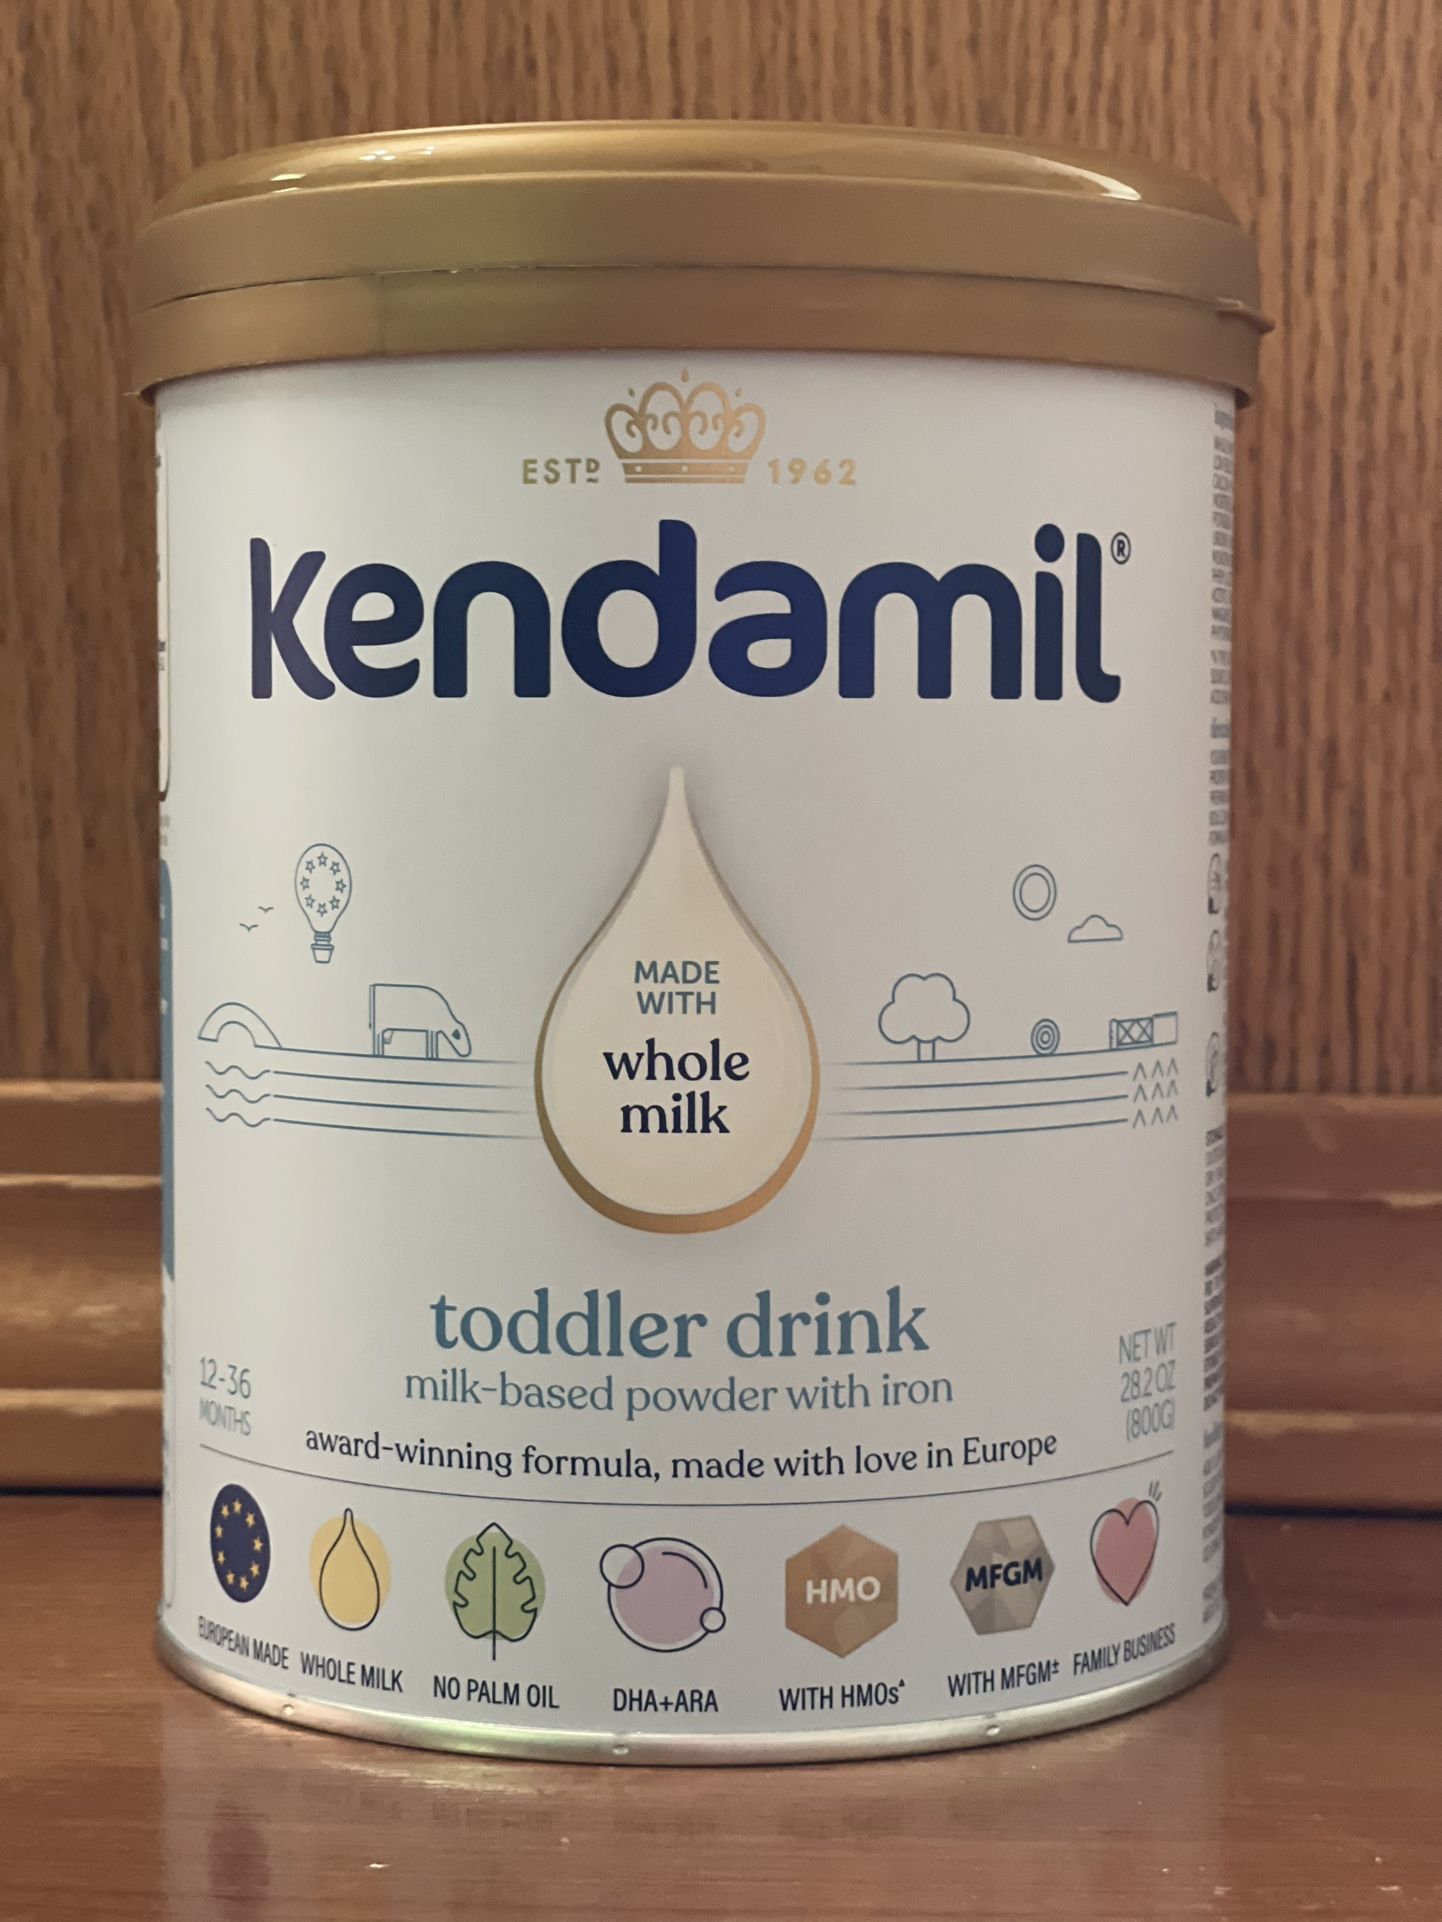 ESTD 1962
kendamil®
MADE
WITH
whole
milk
toddler drink
milk-based powder with iron
12-36
MONTHS
NET WT
28.2 OZ
(800G)
award-winning formula, made with love in Europe
HMO
MFGM
EUROPEAN MADE
WHOLE MILK
NO PALM OIL
DHA+ARA
WITH HMOs▲
WITH MFGM±
FAMILY BUSINESS